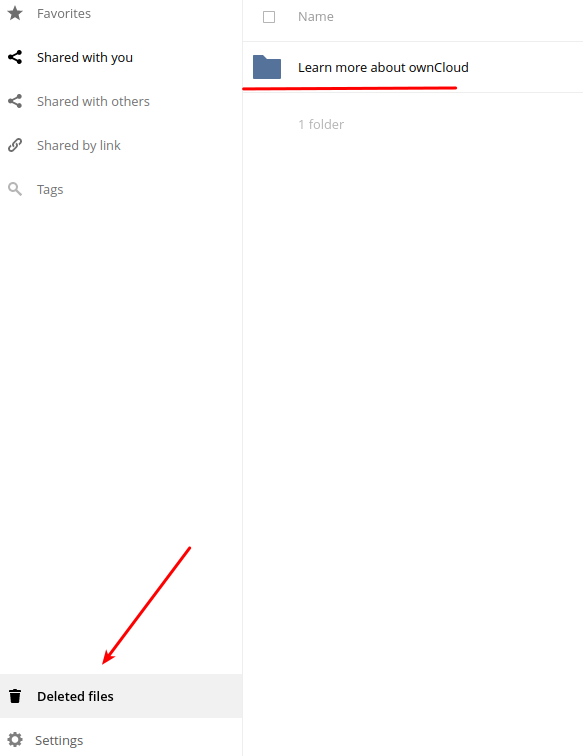 Favorites
Shared with you
Shared with others
Shared by link
Tags
Deleted files
Settings
Name
Learn more about ownCloud
1 folder